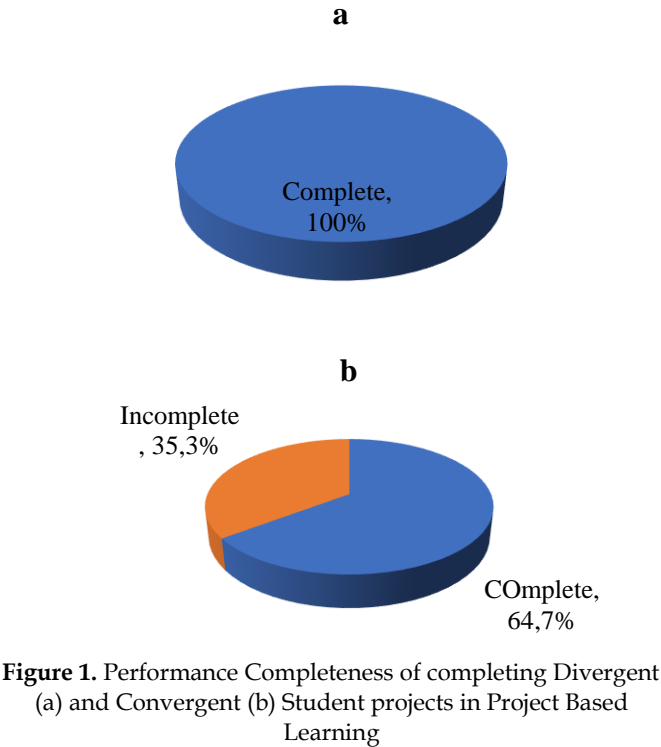 a
Complete,
100%
b
Incomplete
, 35,3%
COmplete,
64,7%
Figure 1. Performance Completeness of completing Divergent
(a) and Convergent (b) Student projects in Project Based
Learning